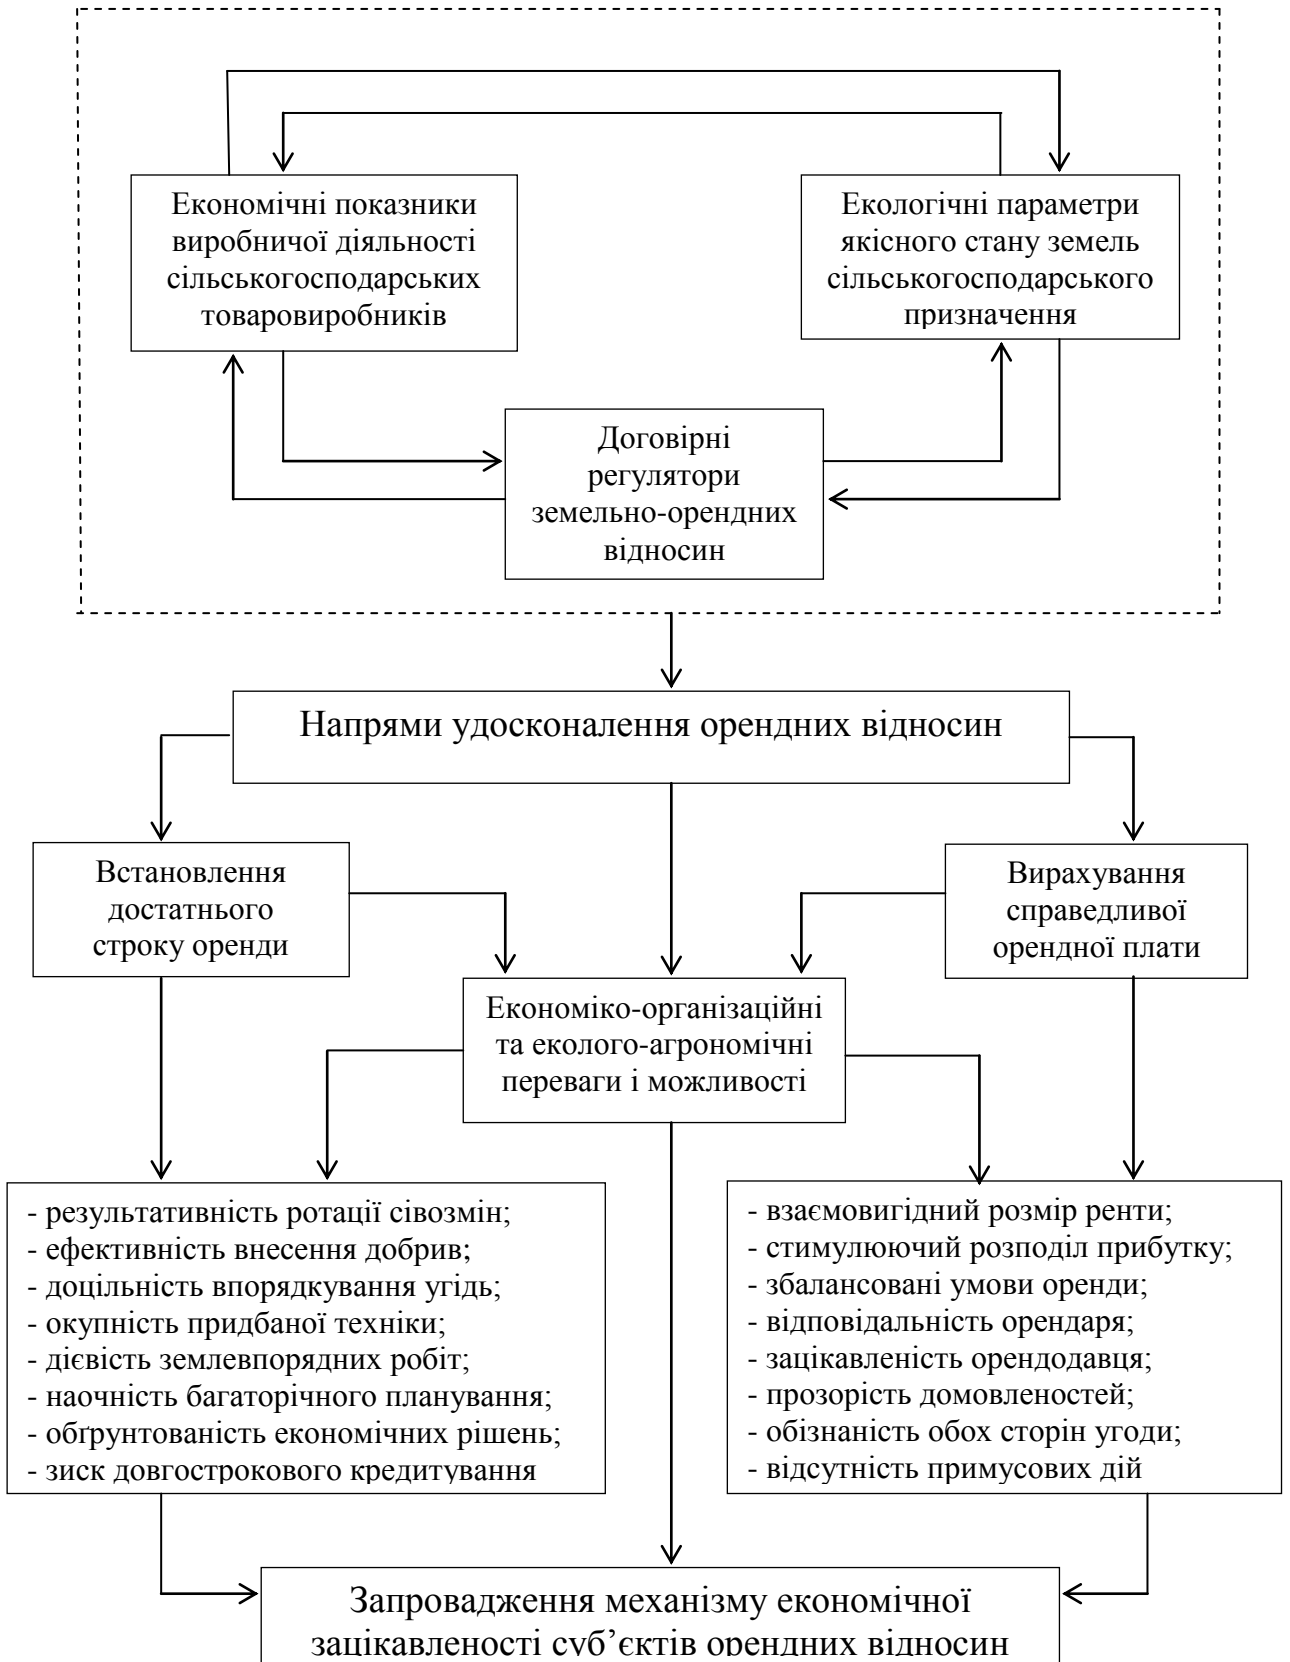 Економічні показники
виробничої діяльності
сільськогосподарських
товаровиробників
Екологічні параметри
якісного стану земель
сільськогосподарського
призначення
Договірні
регулятори
земельно-орендних
відносин
Напрями удосконалення орендних відносин
Встановлення
достатнього
строку оренди
Вирахування
справедливої
орендної плати
Економіко-організаційні
та еколого-агрономічні
переваги і можливості
- результативність ротації сівозмін;
- ефективність внесення добрив;
- доцільність впорядкування угідь;
- окупність придбаної техніки;
- дієвість землевпорядних робіт;
- наочність багаторічного планування;
- обґрунтованість економічних рішень;
- зиск довгострокового кредитування
- взаємовигідний розмір ренти;
- стимулюючий розподіл прибутку;
- збалансовані умови оренди;
- відповідальність орендаря;
- зацікавленість орендодавця;
- прозорість домовленостей;
- обізнаність обох сторін угоди;
- відсутність примусових дій
Запровадження механізму економічної
зацікавленості суб’єктів орендних відносин